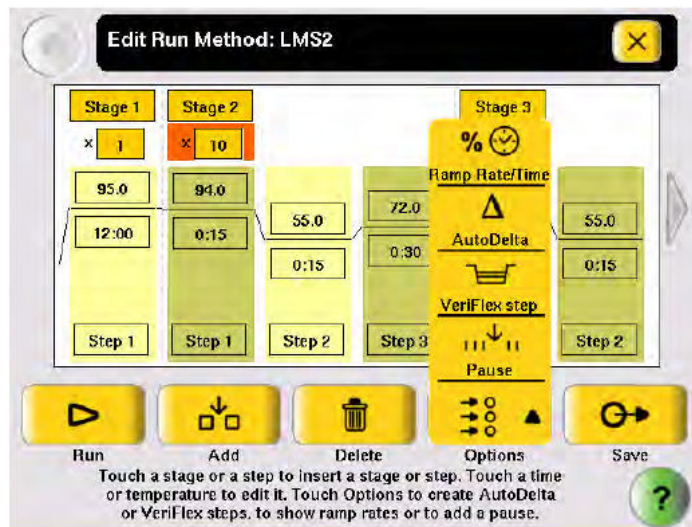 Edit Run Method: LMS2
Stage 1 Stage 2 Stage 3
× 1 × 10
% Ramp Rate/Time
95.0 94.0 55.0 72.0 55.0
12:00 0:15 0:15 0:30 0:15
Δ AutoDelta
VeriFlex step
Step 1 Step 1 Step 2 Step 3 Step 2
Pause
Run Add Delete Options Save
Touch a stage or a step to insert a stage or step. Touch a time
or temperature to edit it. Touch Options to create AutoDelta
or VeriFlex steps, to show ramp rates or to add a pause.
?